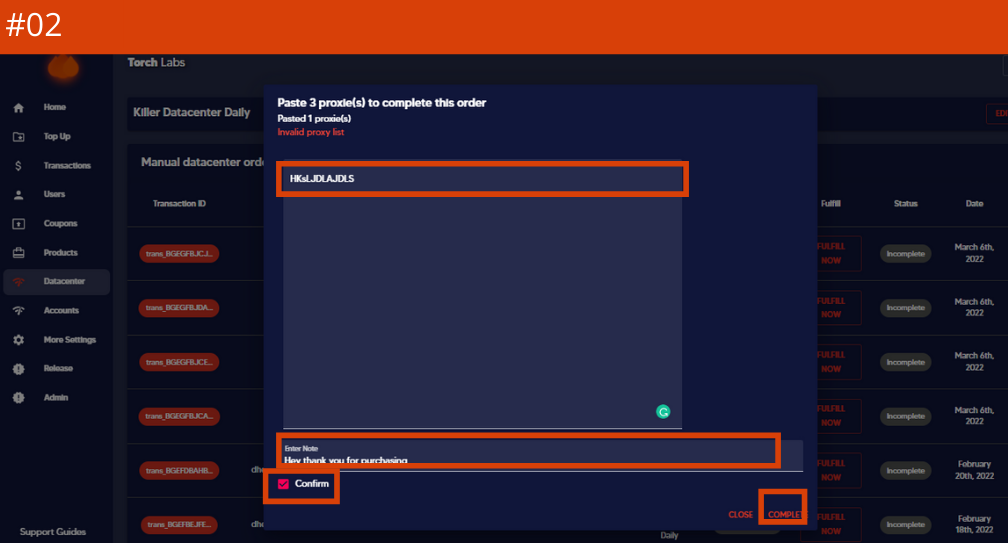 #02
Torch Labs
Home
Top Up
Transactions
Users
Coupons
Products
Datacenter
Accounts
More Settings
Release
Admin
Support Guides
Killer Datacenter Daily
Manual datacenter orde
Transaction ID
Fulfill
Status
Date
trans_BGEGFBJCJ...
FULFILL NOW
Incomplete
March 6th, 2022
trans_BGEGFBJDA...
FULFILL NOW
Incomplete
March 6th, 2022
trans_BGEGFBJCE...
FULFILL NOW
Incomplete
March 6th, 2022
trans_BGEGFBJCA...
FULFILL NOW
Incomplete
March 6th, 2022
trans_BGEFDBAHB...
dhe
FULFILL NOW
Incomplete
February 20th, 2022
trans_BGEFBEJFE...
dhe
Daily
FULFILL NOW
Incomplete
February 18th, 2022
Paste 3 proxie(s) to complete this order
Pasted 1 proxie(s)
Invalid proxy list
HKsLJDLAJDLS
Enter Note
Hey thank you for purchasing
Confirm
CLOSE
COMPLET